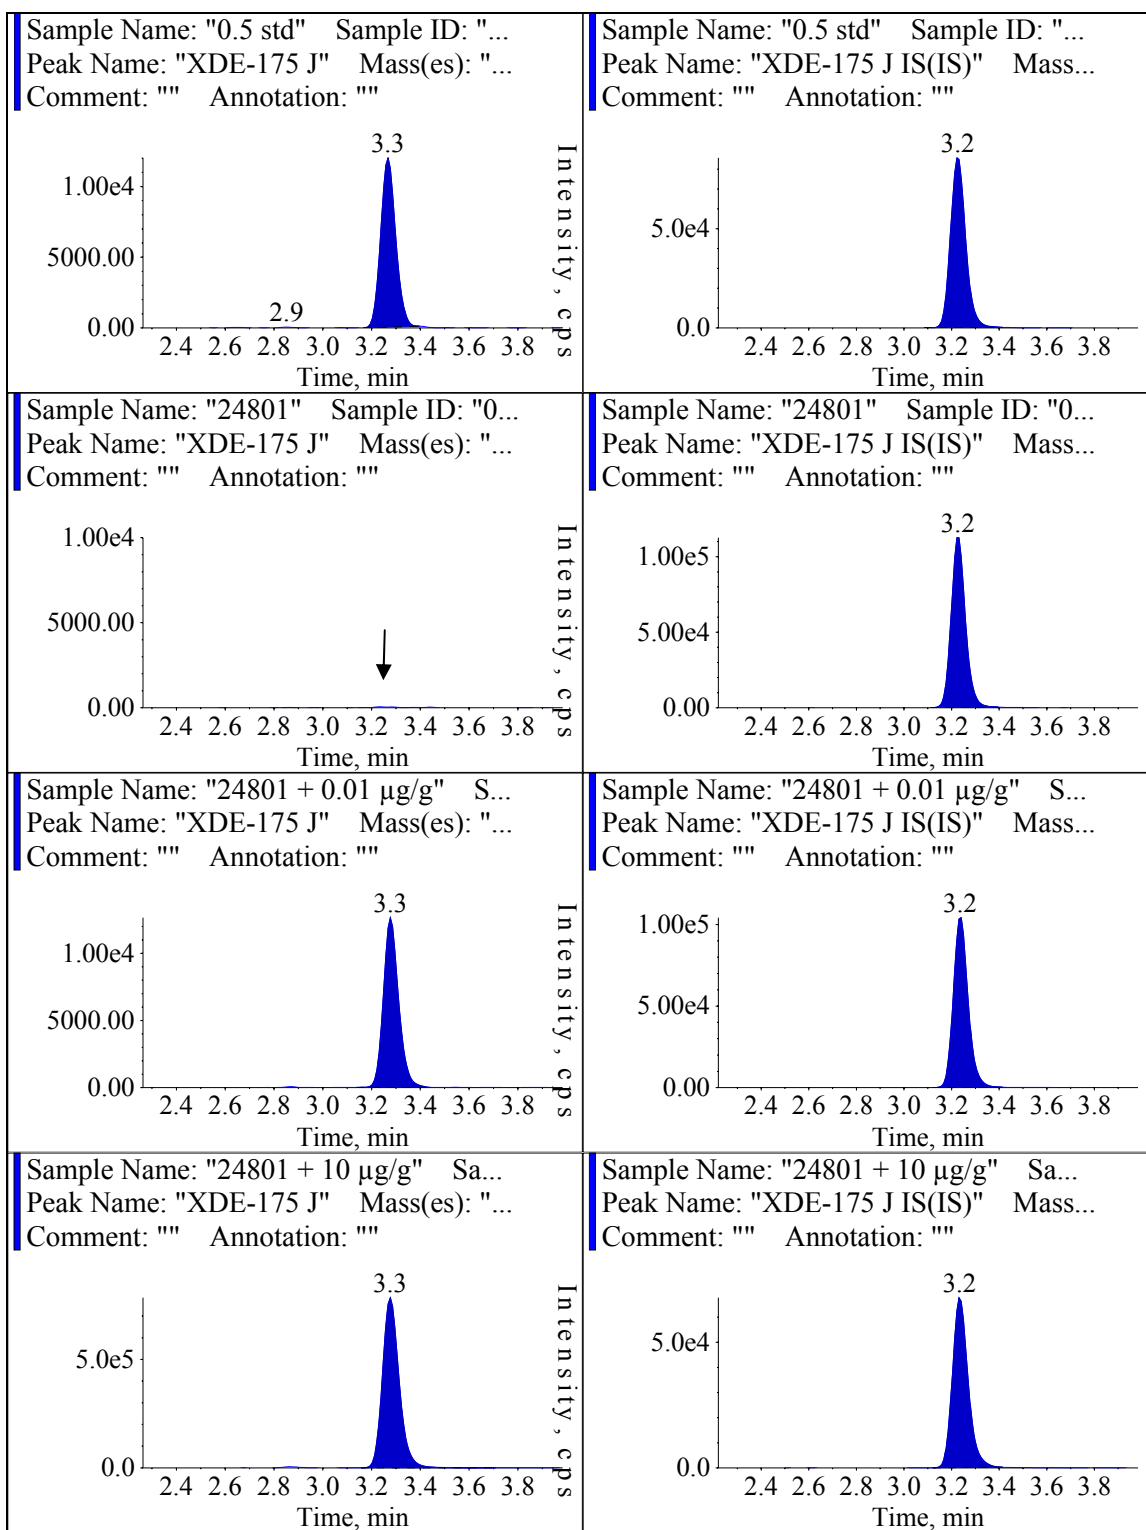 Sample Name: "0.5 std"    Sample ID: "...
Peak Name: "XDE-175 J"    Mass(es): "...
Comment: ""    Annotation: ""
3.3
1.00e4
5000.00
2.9
0.00
2.4 2.6 2.8 3.0 3.2 3.4 3.6 3.8
Time, min
Intensity, cps
Sample Name: "0.5 std"    Sample ID: "...
Peak Name: "XDE-175 J IS(IS)"    Mass...
Comment: ""    Annotation: ""
3.2
5.0e4
0.0
2.4 2.6 2.8 3.0 3.2 3.4 3.6 3.8
Time, min
Sample Name: "24801"    Sample ID: "0...
Peak Name: "XDE-175 J"    Mass(es): "...
Comment: ""    Annotation: ""
1.00e4
5000.00
0.00
2.4 2.6 2.8 3.0 3.2 3.4 3.6 3.8
Time, min
Intensity, cps
Sample Name: "24801"    Sample ID: "0...
Peak Name: "XDE-175 J IS(IS)"    Mass...
Comment: ""    Annotation: ""
3.2
1.00e5
5.00e4
0.00
2.4 2.6 2.8 3.0 3.2 3.4 3.6 3.8
Time, min
Sample Name: "24801 + 0.01 µg/g"    S...
Peak Name: "XDE-175 J"    Mass(es): "...
Comment: ""    Annotation: ""
3.3
1.00e4
5000.00
0.00
2.4 2.6 2.8 3.0 3.2 3.4 3.6 3.8
Time, min
Intensity, cps
Sample Name: "24801 + 0.01 µg/g"    S...
Peak Name: "XDE-175 J IS(IS)"    Mass...
Comment: ""    Annotation: ""
3.2
1.00e5
5.00e4
0.00
2.4 2.6 2.8 3.0 3.2 3.4 3.6 3.8
Time, min
Sample Name: "24801 + 10 µg/g"    Sa...
Peak Name: "XDE-175 J"    Mass(es): "...
Comment: ""    Annotation: ""
3.3
5.0e5
0.0
2.4 2.6 2.8 3.0 3.2 3.4 3.6 3.8
Time, min
Intensity, cps
Sample Name: "24801 + 10 µg/g"    Sa...
Peak Name: "XDE-175 J IS(IS)"    Mass...
Comment: ""    Annotation: ""
3.2
5.0e4
0.0
2.4 2.6 2.8 3.0 3.2 3.4 3.6 3.8
Time, min